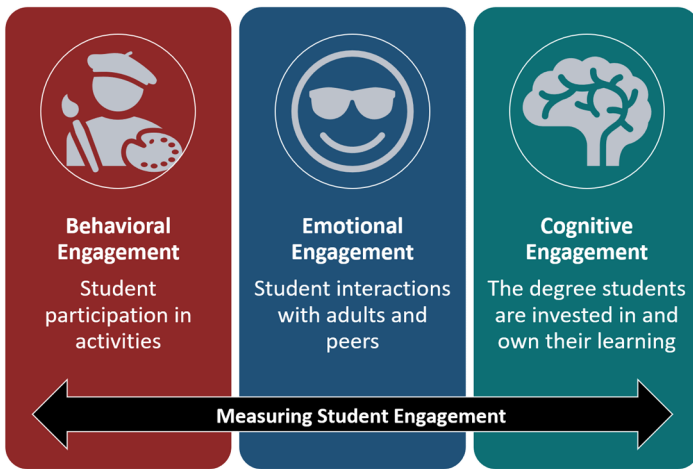 Behavioral
Engagement
Student
participation in
activities
Emotional
Engagement
Student interactions
with adults and
peers
Cognitive
Engagement
The degree students
are invested in and
own their learning
Measuring Student Engagement